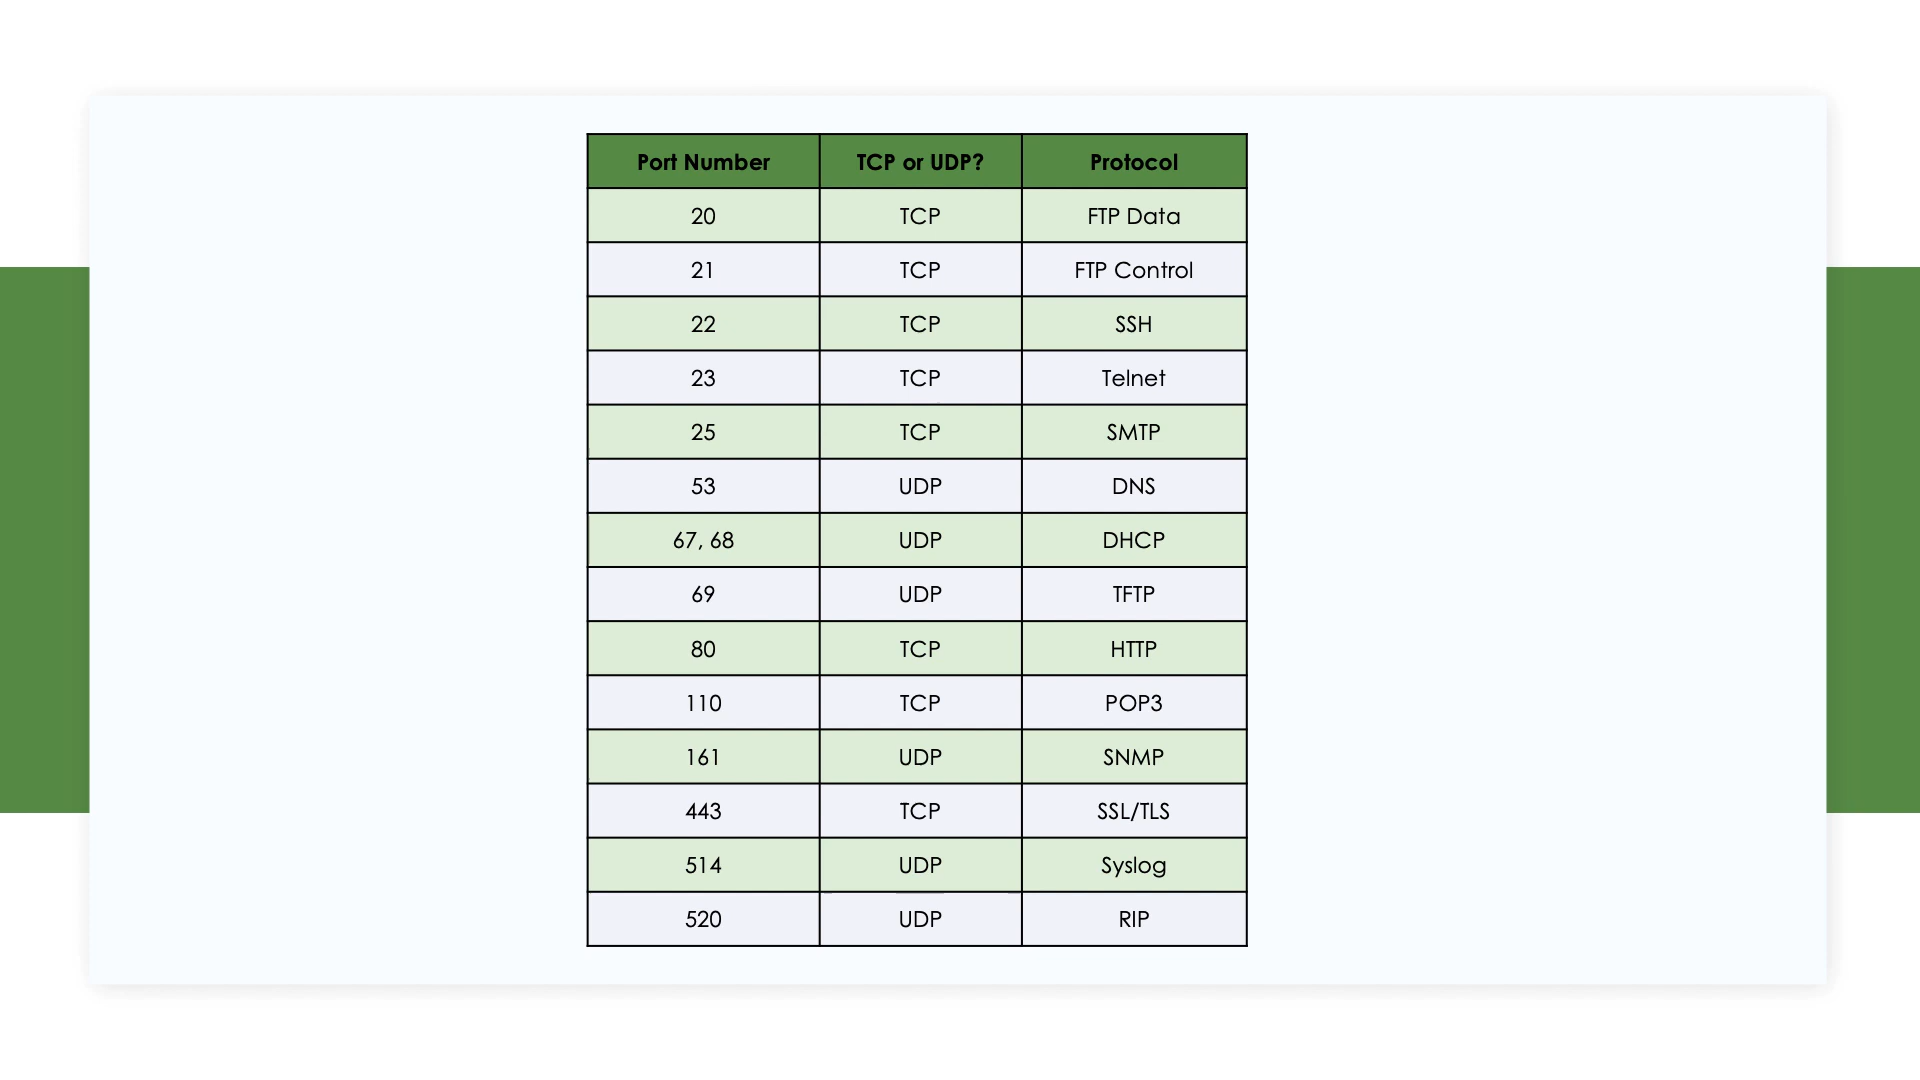 Port Number TCP or UDP? Protocol
20 TCP FTP Data
21 TCP FTP Control
22 TCP SSH
23 TCP Telnet
25 TCP SMTP
53 UDP DNS
67, 68 UDP DHCP
69 UDP TFTP
80 TCP HTTP
110 TCP POP3
161 UDP SNMP
443 TCP SSL/TLS
514 UDP Syslog
520 UDP RIP